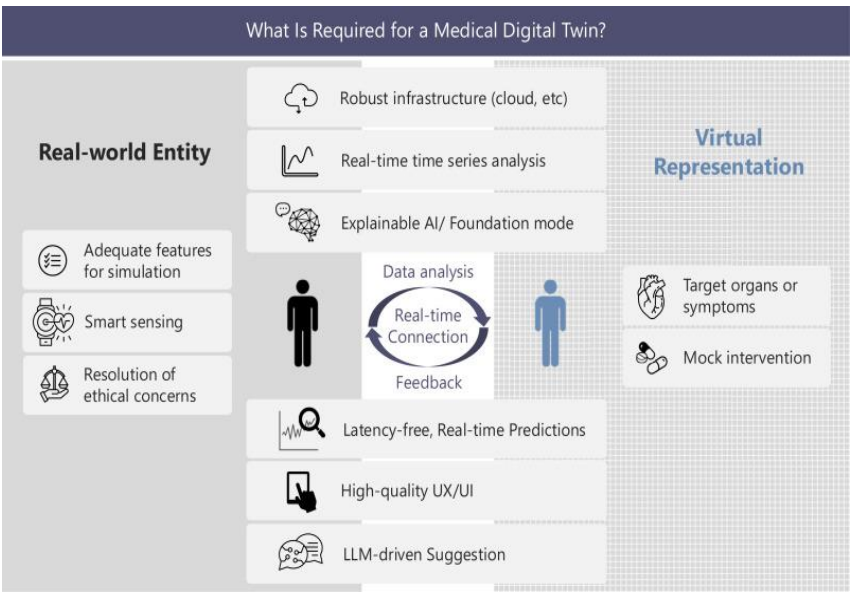 What Is Required for a Medical Digital Twin?
Real-world Entity
Adequate features
for simulation
Smart sensing
Resolution of
ethical concerns
Robust infrastructure (cloud, etc)
Real-time time series analysis
Explainable AI/ Foundation mode
Data analysis
Real-time
Connection
Feedback
Latency-free, Real-time Predictions
High-quality UX/UI
LLM-driven Suggestion
Virtual
Representation
Target organs or
symptoms
Mock intervention